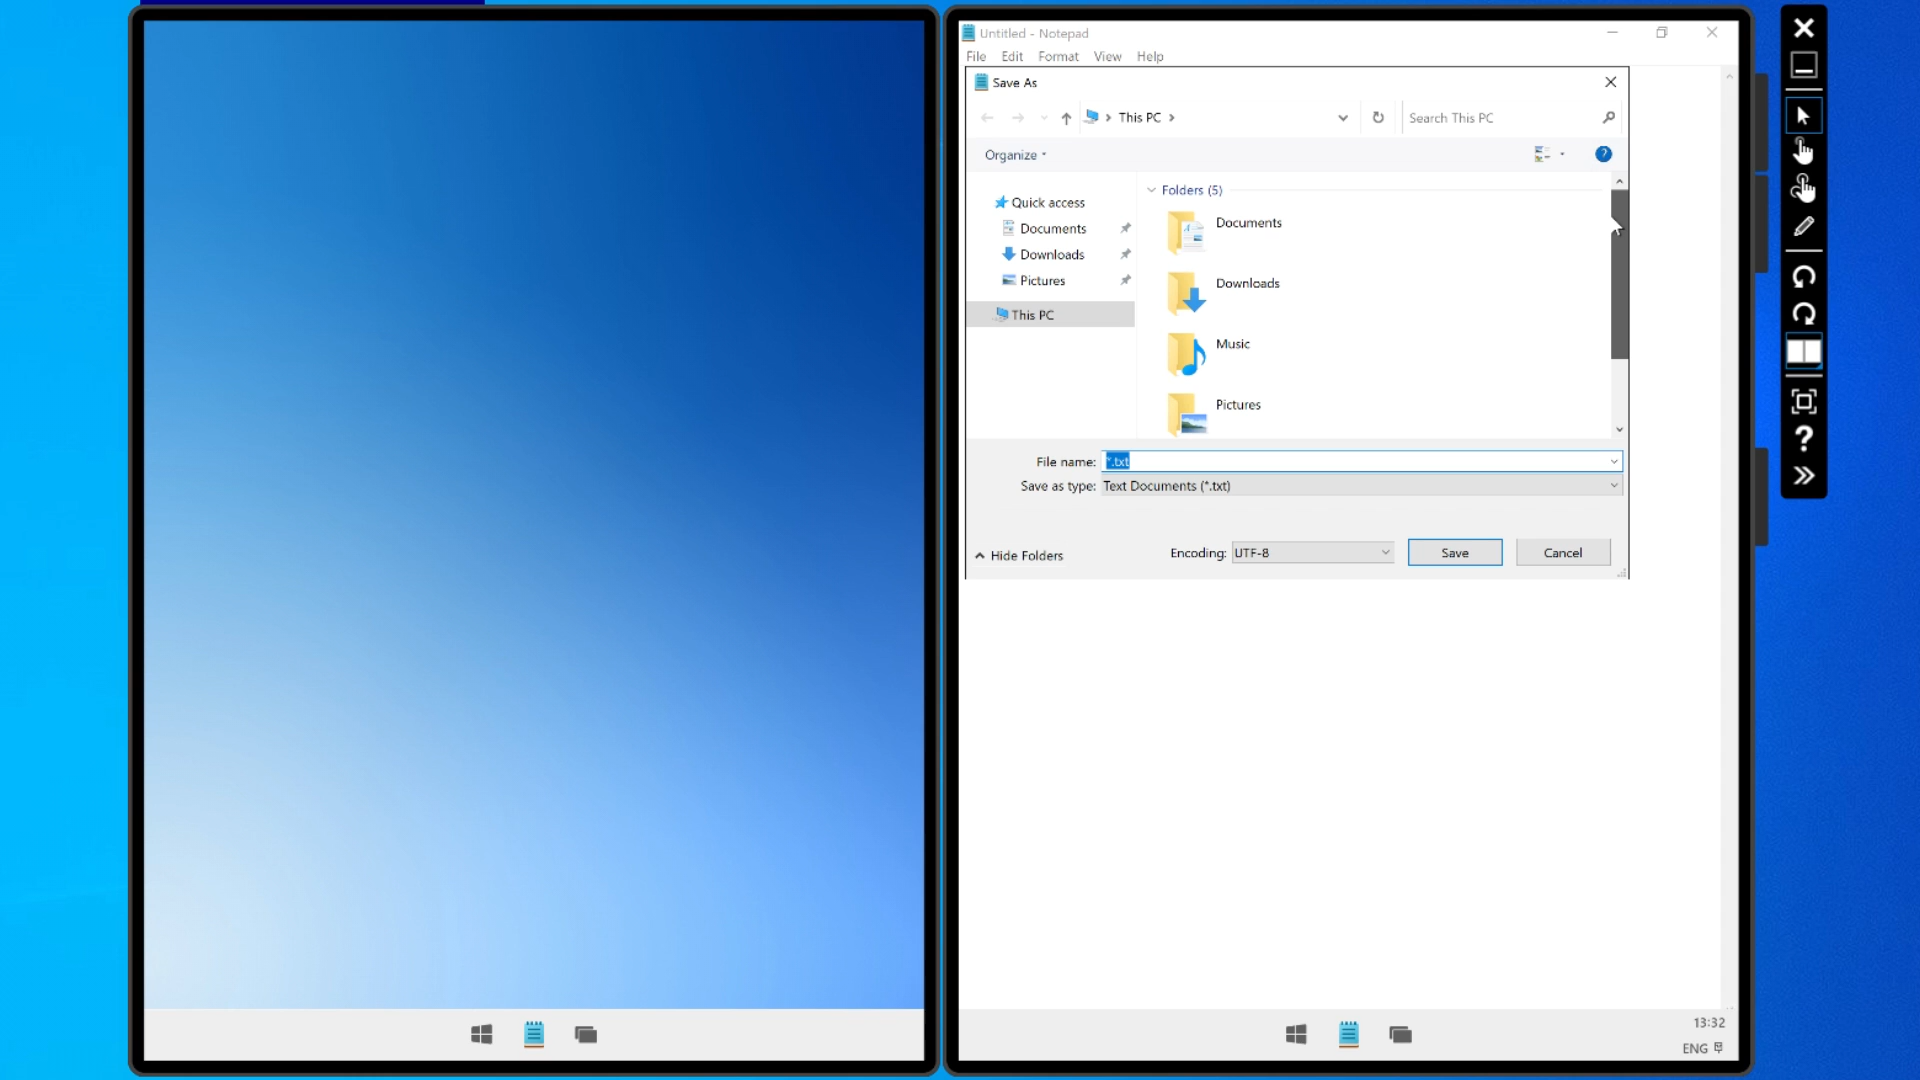 Untitled - Notepad
File Edit Format View Help
Save As
This PC
Search This PC
Organize
?
Quick access
Documents
Downloads
Pictures
This PC
Folders (5)
Documents
Downloads
Music
Pictures
File name: *.txt
Save as type: Text Documents (*.txt)
Hide Folders
Encoding: UTF-8
Save
Cancel
?
13:32
ENG